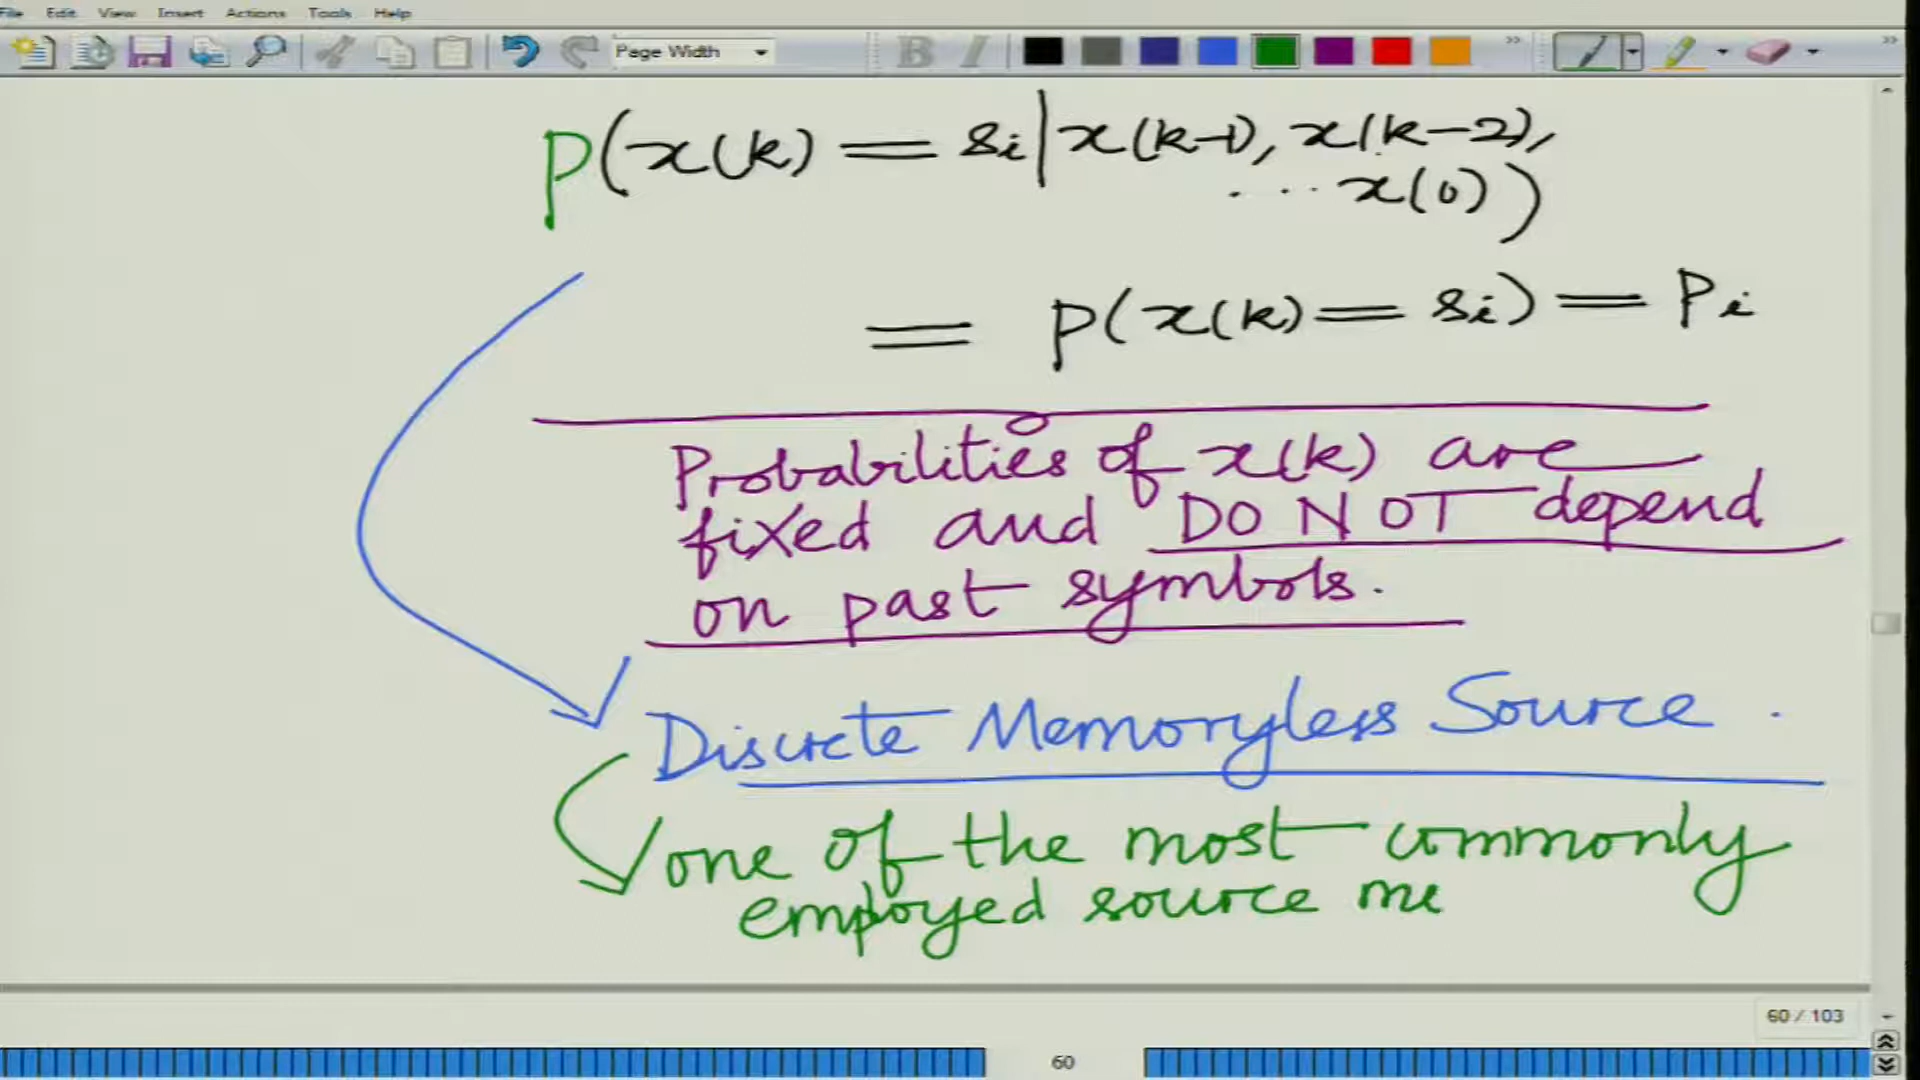 File Edit View Insert Actions Tools Help
Page Width B I
p(x(k) = si | x(k-1), x(k-2),
... x(0))
= p(x(k) = si) = Pi
Probabilities of x(k) are
fixed and DO NOT depend
on past symbols.
Discrete Memoryless Source.
one of the most commonly
employed source me
60 / 103
60